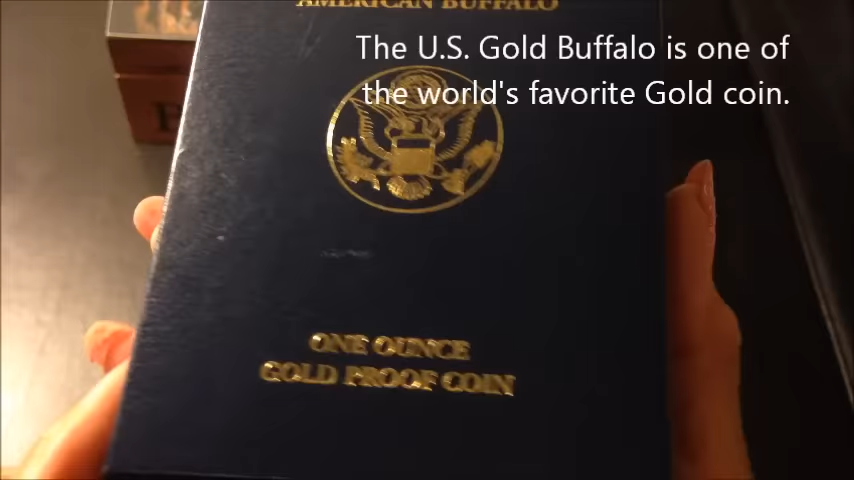 AMERICAN BUFFALO
The U.S. Gold Buffalo is one of
the world's favorite Gold coin.
ONE OUNCE
GOLD PROOF COIN